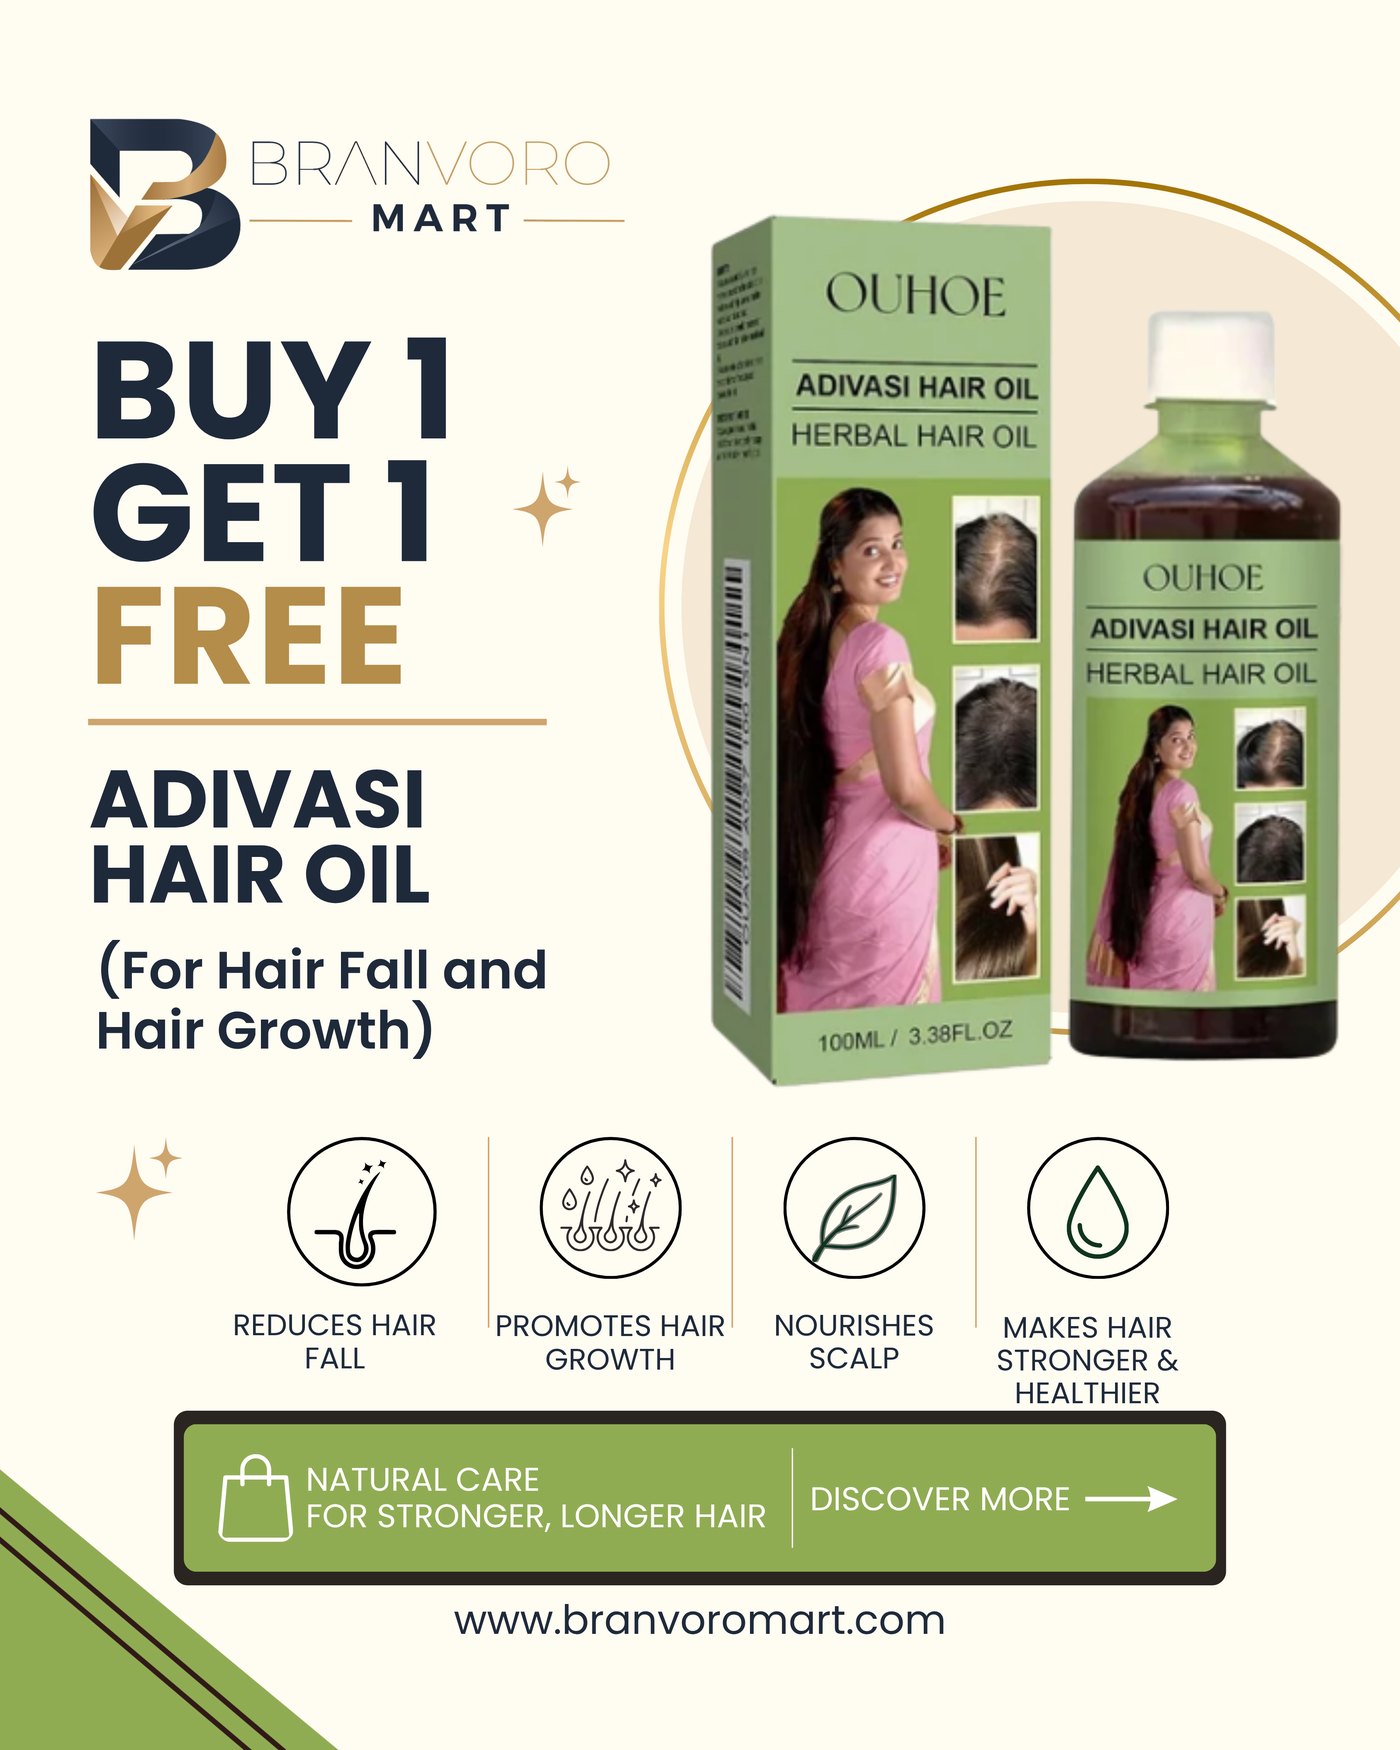 BRANVORO
MART
BUY 1
GET 1
FREE
ADIVASI
HAIR OIL
(For Hair Fall and
Hair Growth)
OUHOE
ADIVASI HAIR OIL
HERBAL HAIR OIL
100ML / 3.38FL.OZ
OUHOE
ADIVASI HAIR OIL
HERBAL HAIR OIL
REDUCES HAIR
FALL
PROMOTES HAIR
GROWTH
NOURISHES
SCALP
MAKES HAIR
STRONGER &
HEALTHIER
NATURAL CARE
FOR STRONGER, LONGER HAIR
DISCOVER MORE
www.branvoromart.com